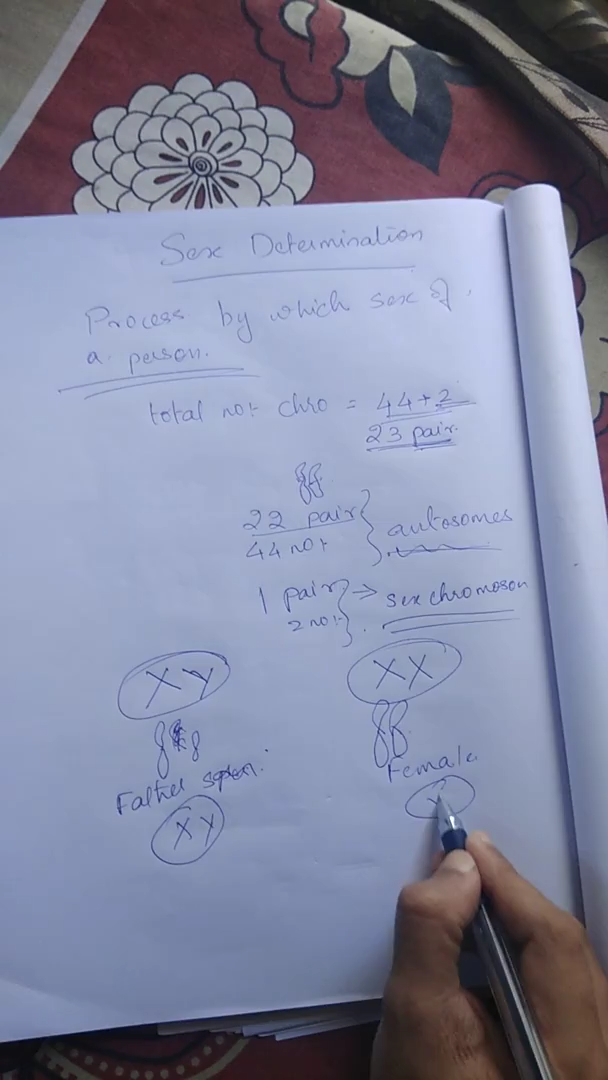 Sex Determination
Process by which sex of
a person.
total no:- chro = 44+2
23 pair.
22 pair
44 no:-
autosomes
1 pair
2 no:-
→ sex chromoson
XY
XX
Father
Female
XY